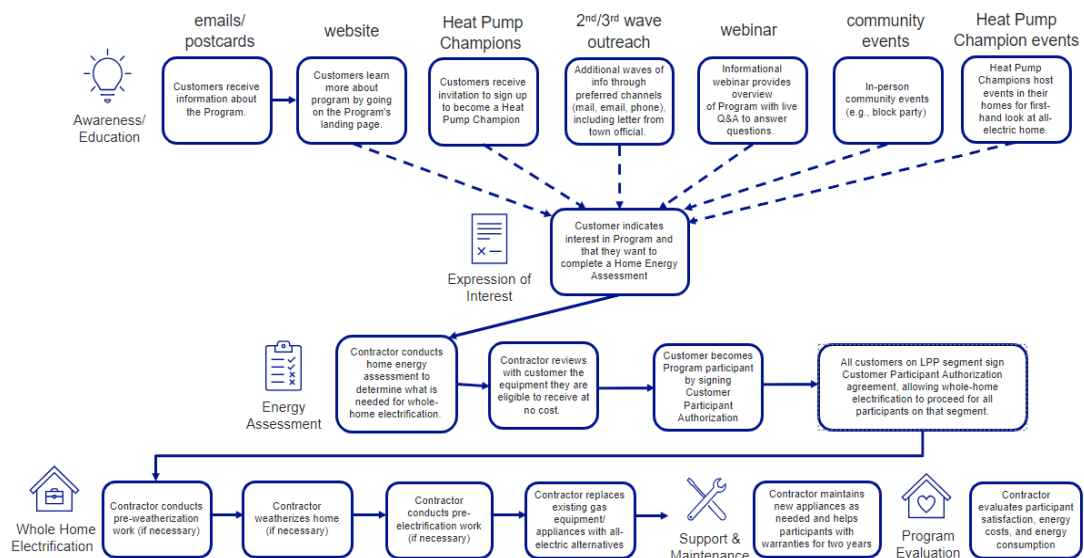 emails/
postcards
website
Heat Pump
Champions
2nd/3rd wave
outreach
webinar
community
events
Heat Pump
Champion events
Awareness/
Education
Customers receive
information about
the Program.
Customers learn
more about
program by going
on the Program's
landing page.
Customers receive
invitation to sign up
to become a Heat
Pump Champion
Additional waves of
info through
preferred channels
(mail, email, phone),
including letter from
town official.
Informational
webinar provides
overview
of Program with live
Q&A to answer
questions.
In-person
community events
(e.g., block party)
Heat Pump
Champions host
events in their
homes for first-
hand look at all-
electric home.
Expression of
Interest
Customer indicates
interest in Program and
that they want to
complete a Home Energy
Assessment
Energy
Assessment
Contractor conducts
home energy
assessment to
determine what is
needed for whole-
home electrification.
Contractor reviews
with customer the
equipment they are
eligible to receive at
no cost.
Customer becomes
Program participant
by signing
Customer
Participant
Authorization
All customers on LPP segment sign
Customer Participant Authorization
agreement, allowing whole-home
electrification to proceed for all
participants on that segment.
Whole Home
Electrification
Contractor conducts
pre-weatherization
work (if necessary)
Contractor
weatherizes home
(if necessary)
Contractor
conducts pre-
electrification work
(if necessary)
Contractor replaces
existing gas
equipment/
appliances with all-
electric alternatives
Support &
Maintenance
Contractor maintains
new appliances as
needed and helps
participants with
warranties for two years
Program
Evaluation
Contractor
evaluates participant
satisfaction, energy
costs, and energy
consumption